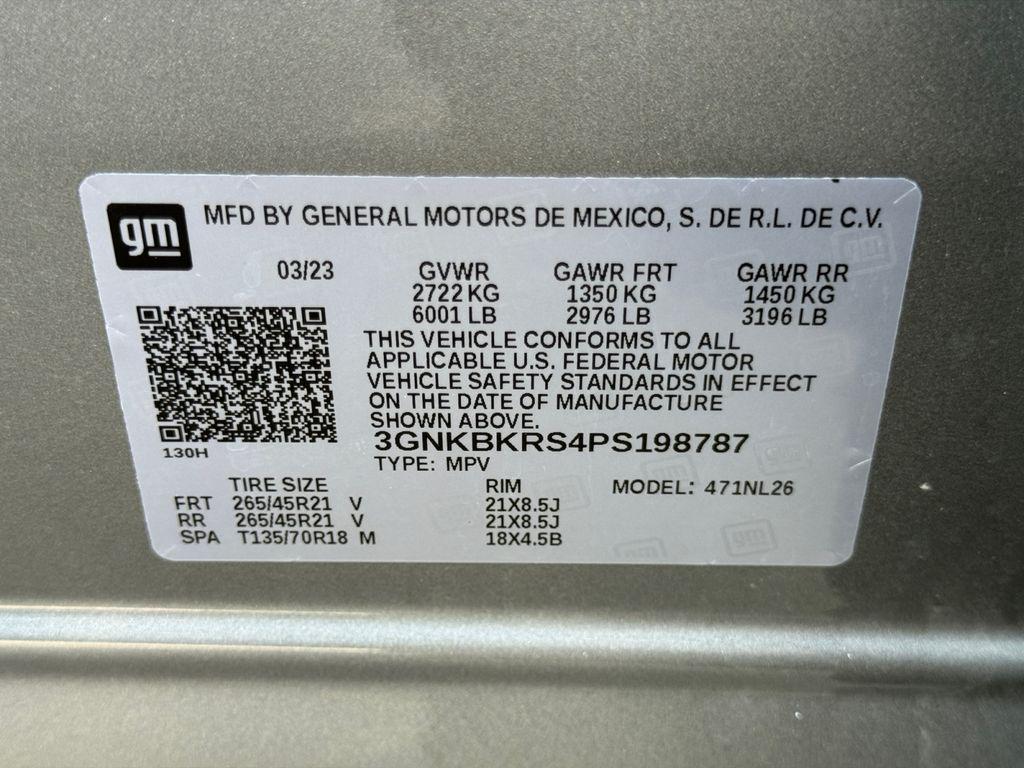 gm
MFD BY GENERAL MOTORS DE MEXICO, S. DE R.L. DE C.V.
03/23 GVWR GAWR FRT GAWR RR
2722 KG 1350 KG 1450 KG
6001 LB 2976 LB 3196 LB
THIS VEHICLE CONFORMS TO ALL
APPLICABLE U.S. FEDERAL MOTOR
VEHICLE SAFETY STANDARDS IN EFFECT
ON THE DATE OF MANUFACTURE
SHOWN ABOVE.
3GNKBKRS4PS198787
130H
TYPE: MPV
TIRE SIZE RIM MODEL: 471NL26
FRT 265/45R21 V 21X8.5J
RR 265/45R21 V 21X8.5J
SPA T135/70R18 M 18X4.5B